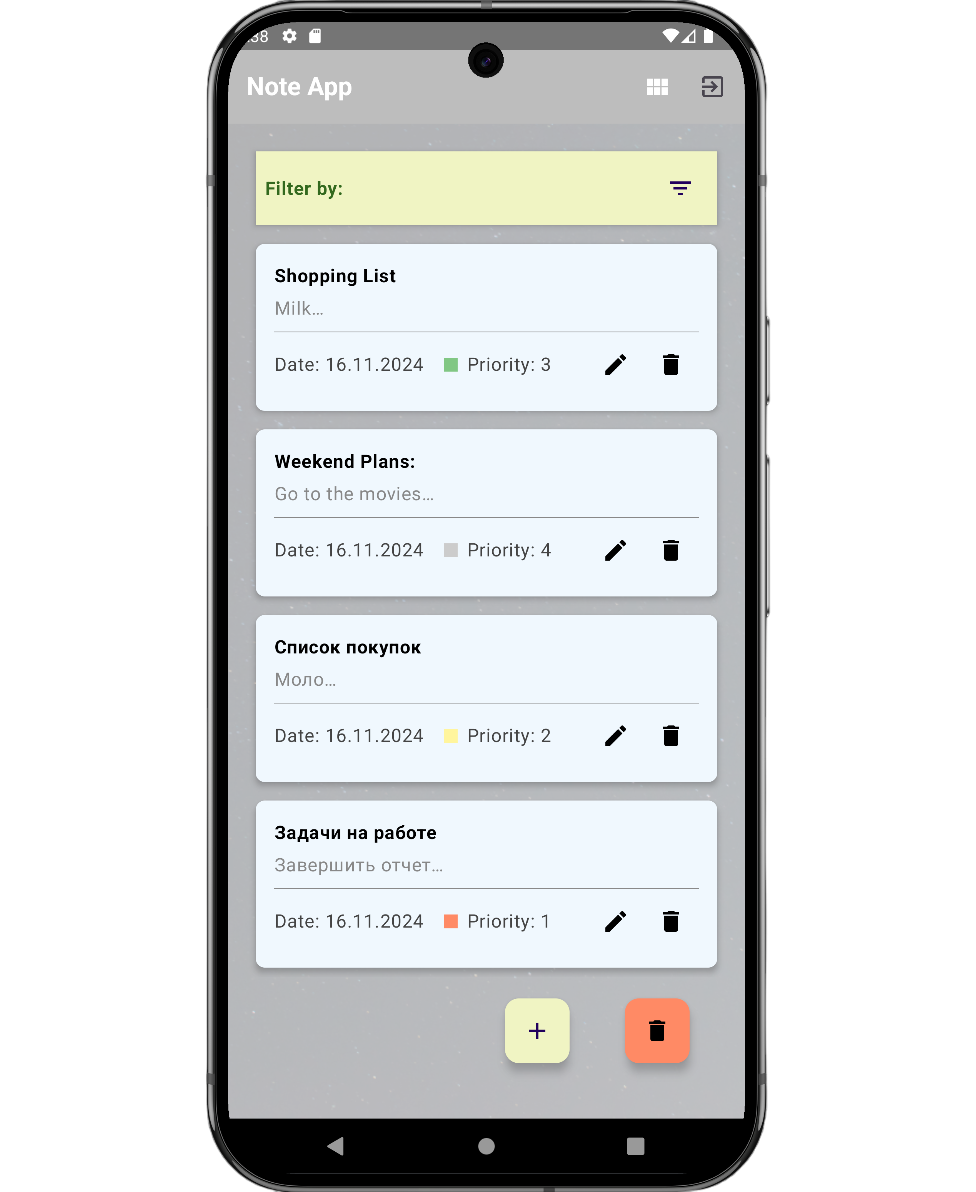 :38
Note App
Filter by:
Shopping List
Milk…
Date: 16.11.2024 Priority: 3
Weekend Plans:
Go to the movies…
Date: 16.11.2024 Priority: 4
Список покупок
Моло…
Date: 16.11.2024 Priority: 2
Задачи на работе
Завершить отчет…
Date: 16.11.2024 Priority: 1